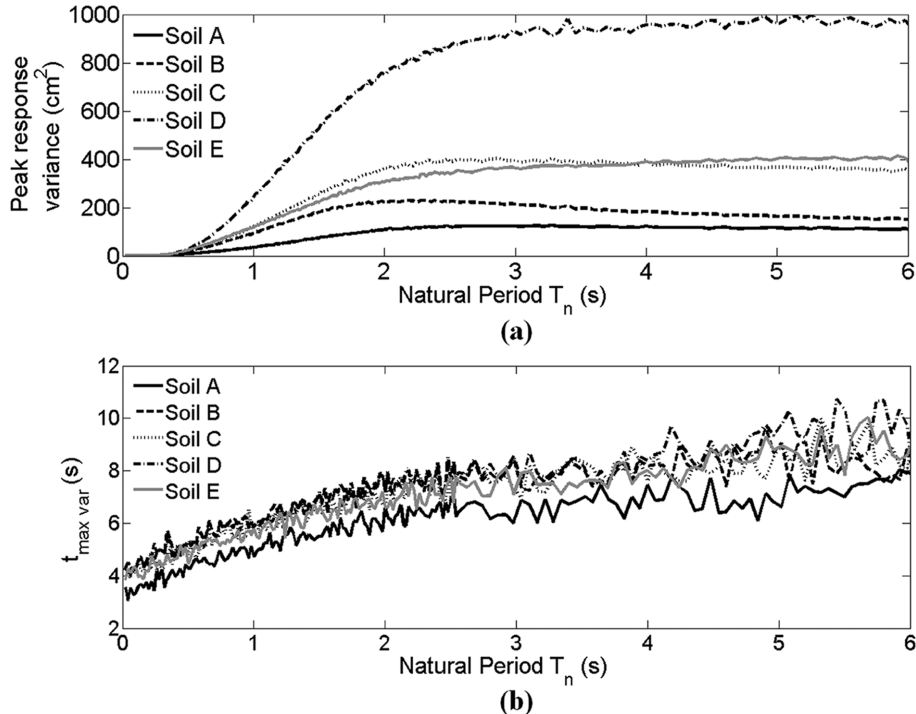 1000
800
600
400
200
0
Peak response
variance (cm²)
Soil A
Soil B
Soil C
Soil D
Soil E
0 1 2 3 4 5 6
Natural Period Tₙ (s)
(a)
12
10
8
6
4
2
t_max var (s)
Soil A
Soil B
Soil C
Soil D
Soil E
0 1 2 3 4 5 6
Natural Period Tₙ (s)
(b)